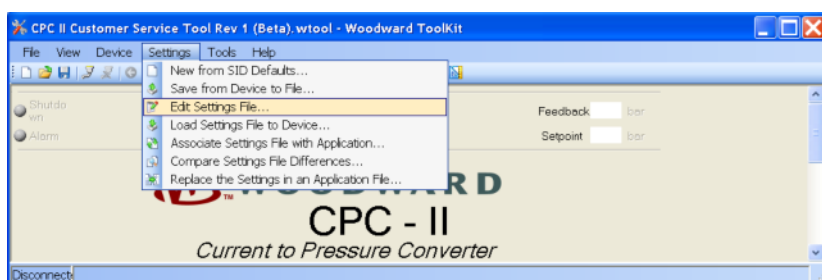 CPC II Customer Service Tool Rev 1 (Beta).wtool - Woodward ToolKit
File View Device Settings Tools Help
New from SID Defaults...
Save from Device to File...
Edit Settings File...
Load Settings File to Device...
Associate Settings File with Application...
Compare Settings File Differences...
Replace the Settings in an Application File...
Shutdo
wn
Alarm
Feedback bar
Setpoint bar
WOODWARD
TM
CPC - II
Current to Pressure Converter
Disconnecte